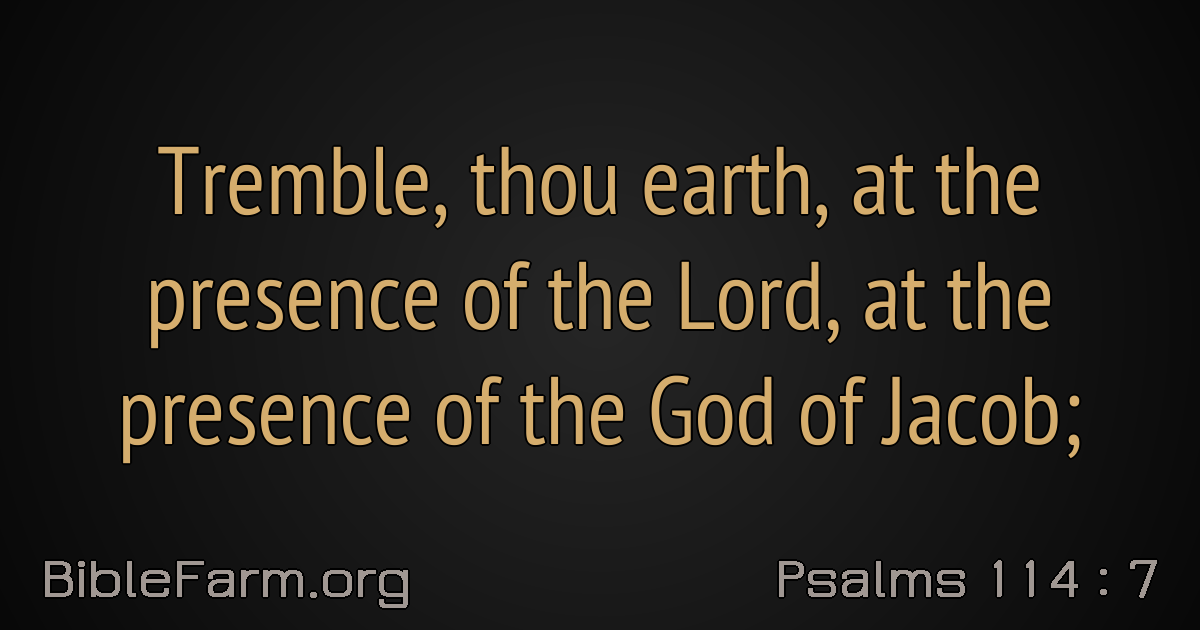 Tremble, thou earth, at the
presence of the Lord, at the
presence of the God of Jacob;
BibleFarm.org
Psalms 114 : 7